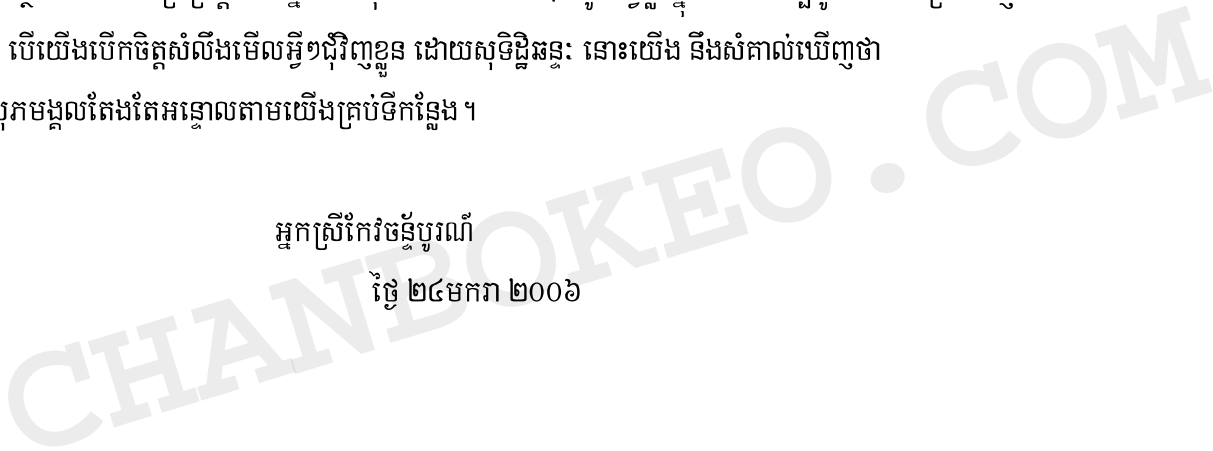 បើយើងបើកចិត្តសំលឹងមើលអ្វីៗជុំវិញខ្លួន ដោយសុទិដ្ឋិឆន្ទៈ នោះយើង នឹងសំគាល់ឃើញថា
សុភមង្គលតែងតែអន្ទោលតាមយើងគ្រប់ទីកន្លែង ។
អ្នកស្រីកែវចន្ទ័បូរណ៍
ថ្ងៃ ២៤មករា ២០០៦
CHANBOKEO.COM